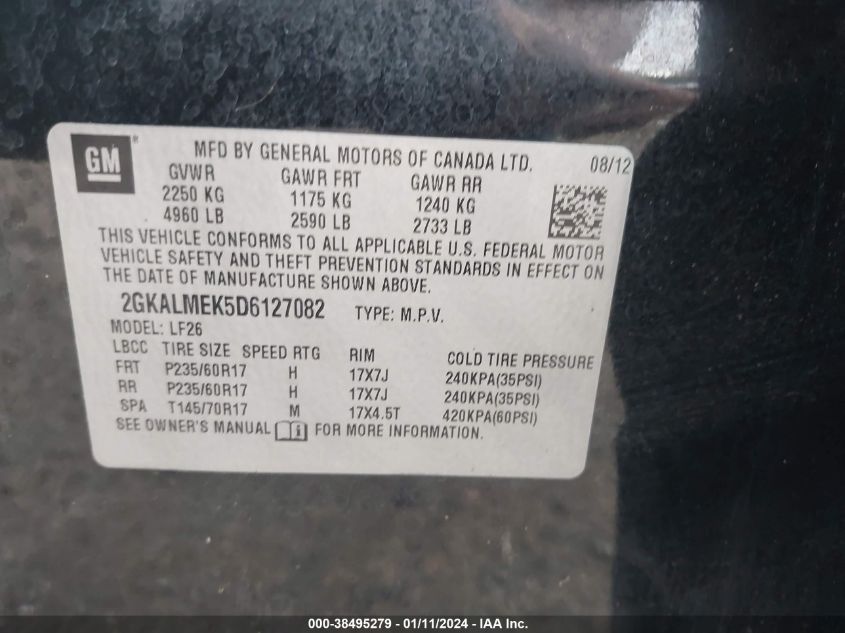 GM
MFD BY GENERAL MOTORS OF CANADA LTD. 08/12
GVWR GAWR FRT GAWR RR
2250 KG 1175 KG 1240 KG
4960 LB 2590 LB 2733 LB
THIS VEHICLE CONFORMS TO ALL APPLICABLE U.S. FEDERAL MOTOR
VEHICLE SAFETY AND THEFT PREVENTION STANDARDS IN EFFECT ON
THE DATE OF MANUFACTURE SHOWN ABOVE.
2GKALMEK5D6127082 TYPE: M.P.V.
MODEL: LF26
LBCC TIRE SIZE SPEED RTG RIM COLD TIRE PRESSURE
FRT P235/60R17 H 17X7J 240KPA(35PSI)
RR P235/60R17 H 17X7J 240KPA(35PSI)
SPA T145/70R17 M 17X4.5T 420KPA(60PSI)
SEE OWNER'S MANUAL i FOR MORE INFORMATION.
000-38495279 - 01/11/2024 - IAA Inc.